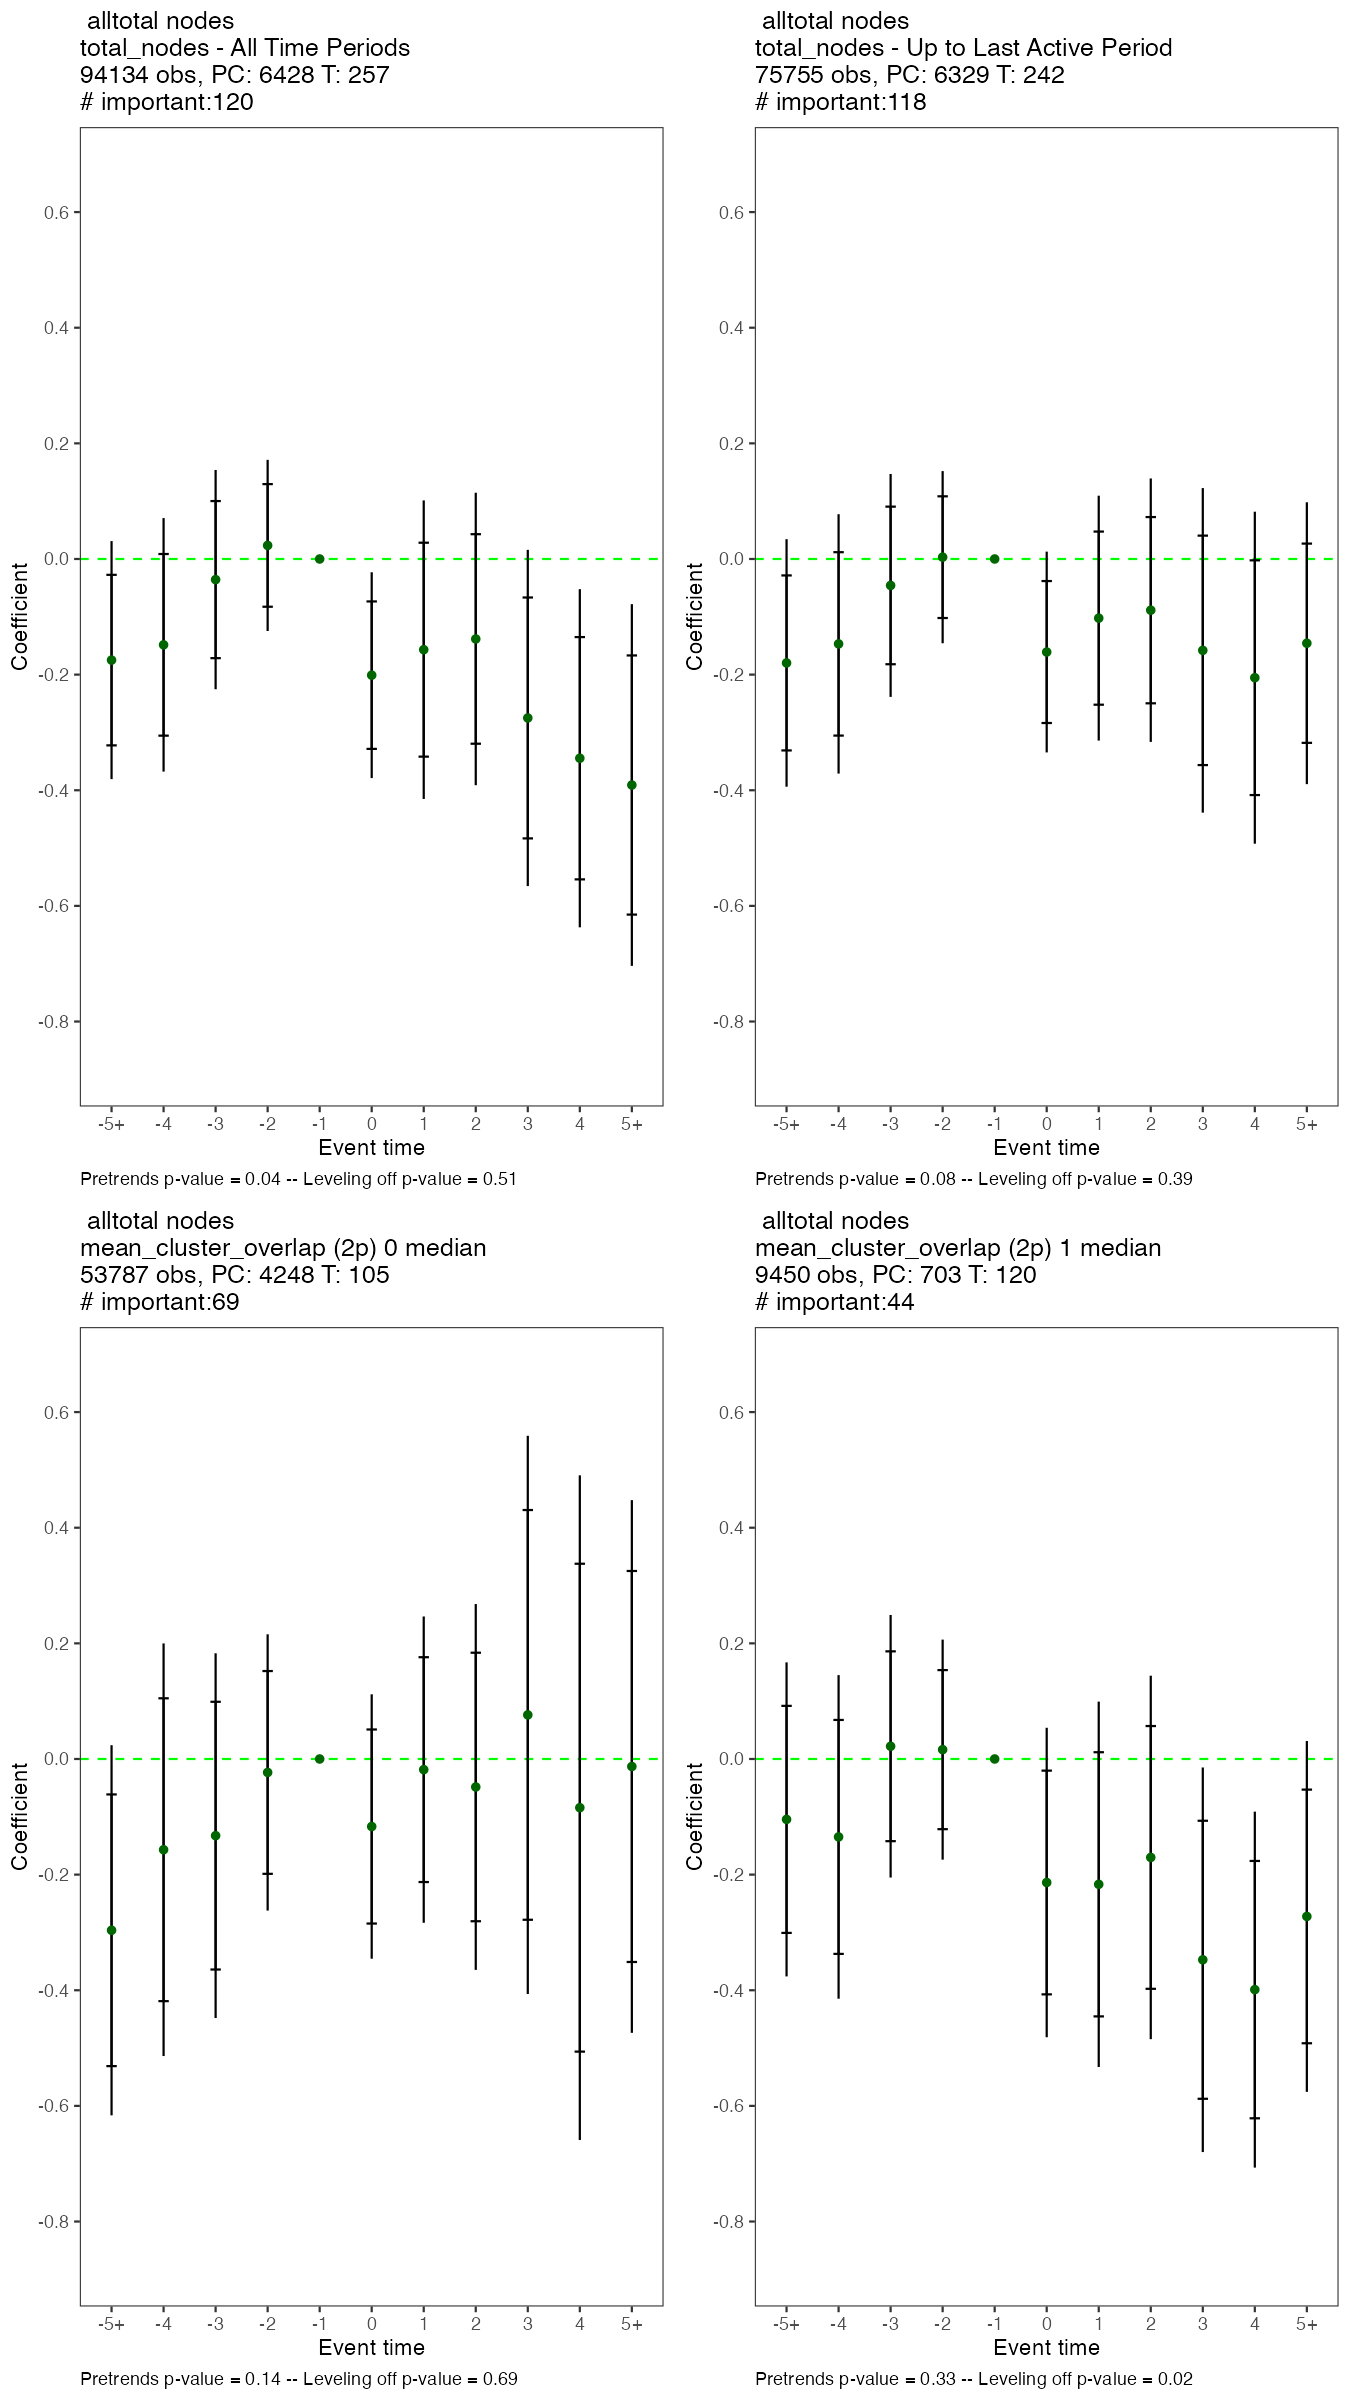 alltotal nodes
total_nodes - All Time Periods
94134 obs, PC: 6428 T: 257
# important:120
0.6
0.4
0.2
0.0
-0.2
-0.4
-0.6
-0.8
Coefficient
-5+ -4 -3 -2 -1 0 1 2 3 4 5+
Event time
Pretrends p-value = 0.04 -- Leveling off p-value = 0.51
alltotal nodes
total_nodes - Up to Last Active Period
75755 obs, PC: 6329 T: 242
# important:118
0.6
0.4
0.2
0.0
-0.2
-0.4
-0.6
-0.8
Coefficient
-5+ -4 -3 -2 -1 0 1 2 3 4 5+
Event time
Pretrends p-value = 0.08 -- Leveling off p-value = 0.39
alltotal nodes
mean_cluster_overlap (2p) 0 median
53787 obs, PC: 4248 T: 105
# important:69
0.6
0.4
0.2
0.0
-0.2
-0.4
-0.6
-0.8
Coefficient
-5+ -4 -3 -2 -1 0 1 2 3 4 5+
Event time
Pretrends p-value = 0.14 -- Leveling off p-value = 0.69
alltotal nodes
mean_cluster_overlap (2p) 1 median
9450 obs, PC: 703 T: 120
# important:44
0.6
0.4
0.2
0.0
-0.2
-0.4
-0.6
-0.8
Coefficient
-5+ -4 -3 -2 -1 0 1 2 3 4 5+
Event time
Pretrends p-value = 0.33 -- Leveling off p-value = 0.02